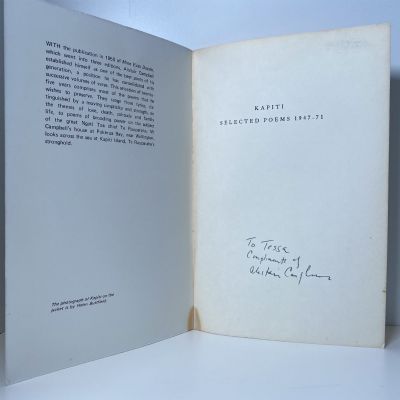 WITH the publication in 1950 of Mine Eyes Dazzle,
which went into three editions, Alistair Campbell
established himself as one of the best poets of his
generation, a position he has consolidated with
successive volumes of verse. This selection of twenty-
five years comprises most of the poems that he
wishes to preserve. They range from lyrics, dis-
tinguished by a moving simplicity and strength, on
the themes of love, death, solitude and family
life, to poems of brooding power on the subject
of the great Ngati Toa chief Te Rauparaha. Mr
Campbell's house at Pukerua Bay, near Wellington,
looks across the sea at Kapiti Island, Te Rauparaha's
stronghold.
The photograph of Kapiti on the
jacket is by Helen
KAPITI
SELECTED POEMS 1947-71
To Tessa
Compliments of
Alistair Campbell